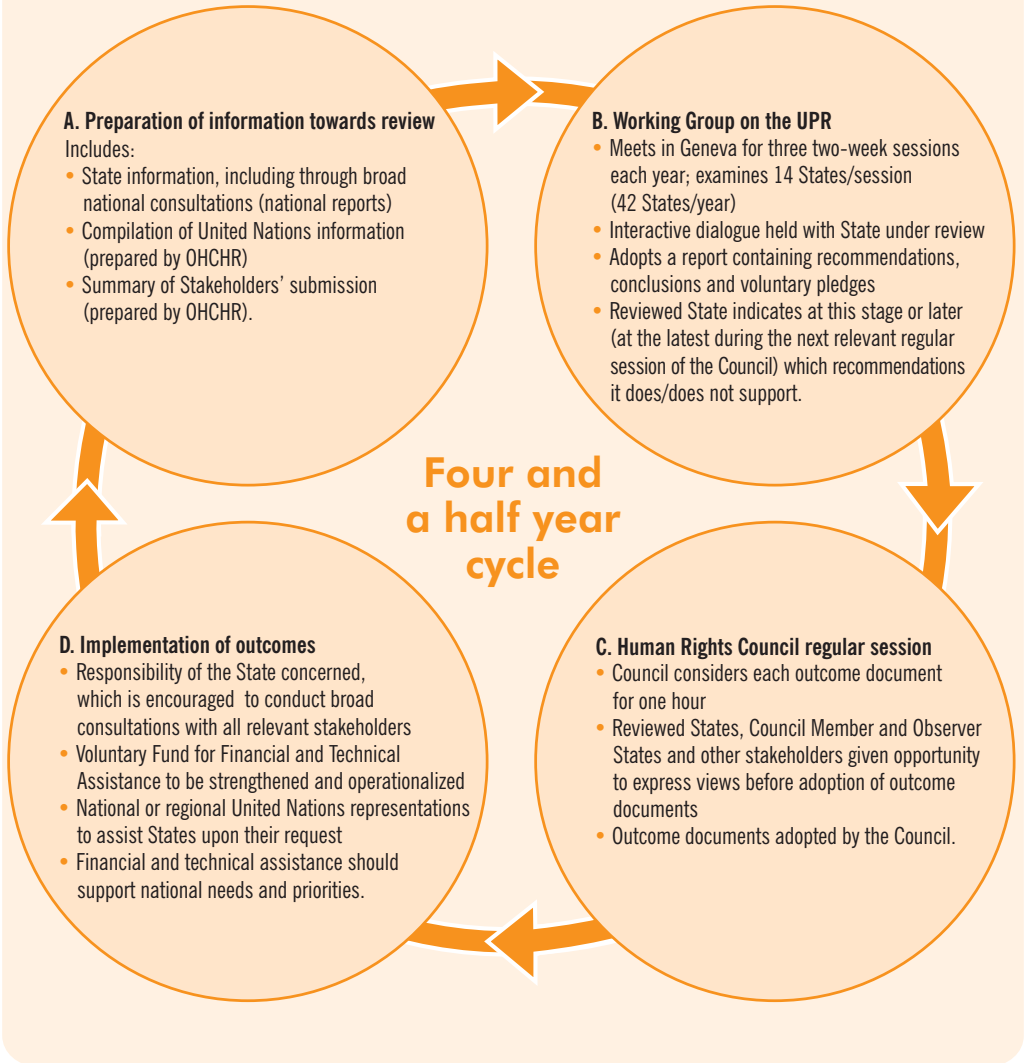 A. Preparation of information towards review
Includes:
• State information, including through broad
national consultations (national reports)
• Compilation of United Nations information
(prepared by OHCHR)
• Summary of Stakeholders’ submission
(prepared by OHCHR).
B. Working Group on the UPR
• Meets in Geneva for three two-week sessions
each year; examines 14 States/session
(42 States/year)
• Interactive dialogue held with State under review
• Adopts a report containing recommendations,
conclusions and voluntary pledges
• Reviewed State indicates at this stage or later
(at the latest during the next relevant regular
session of the Council) which recommendations
it does/does not support.
Four and
a half year
cycle
C. Human Rights Council regular session
• Council considers each outcome document
for one hour
• Reviewed States, Council Member and Observer
States and other stakeholders given opportunity
to express views before adoption of outcome
documents
• Outcome documents adopted by the Council.
D. Implementation of outcomes
• Responsibility of the State concerned,
which is encouraged to conduct broad
consultations with all relevant stakeholders
• Voluntary Fund for Financial and Technical
Assistance to be strengthened and operationalized
• National or regional United Nations representations
to assist States upon their request
• Financial and technical assistance should
support national needs and priorities.